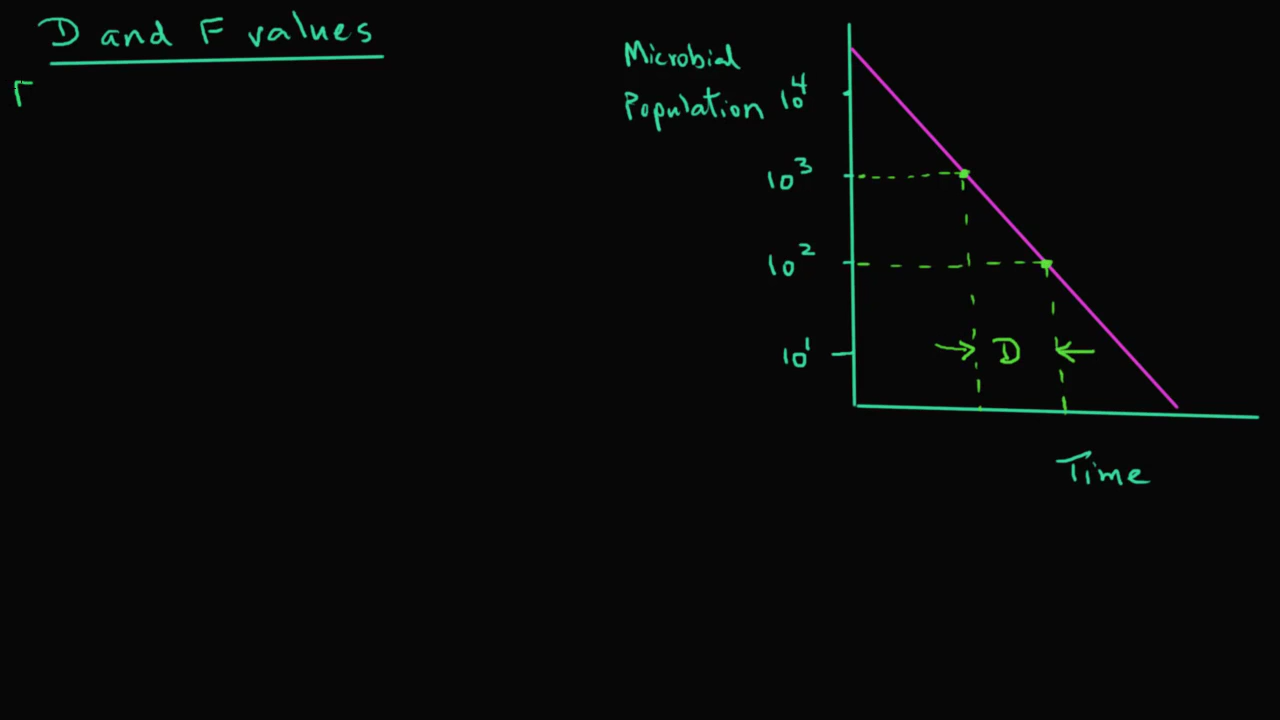 D and F values
Microbial
Population
10⁴
10³
10²
10¹
D
Time